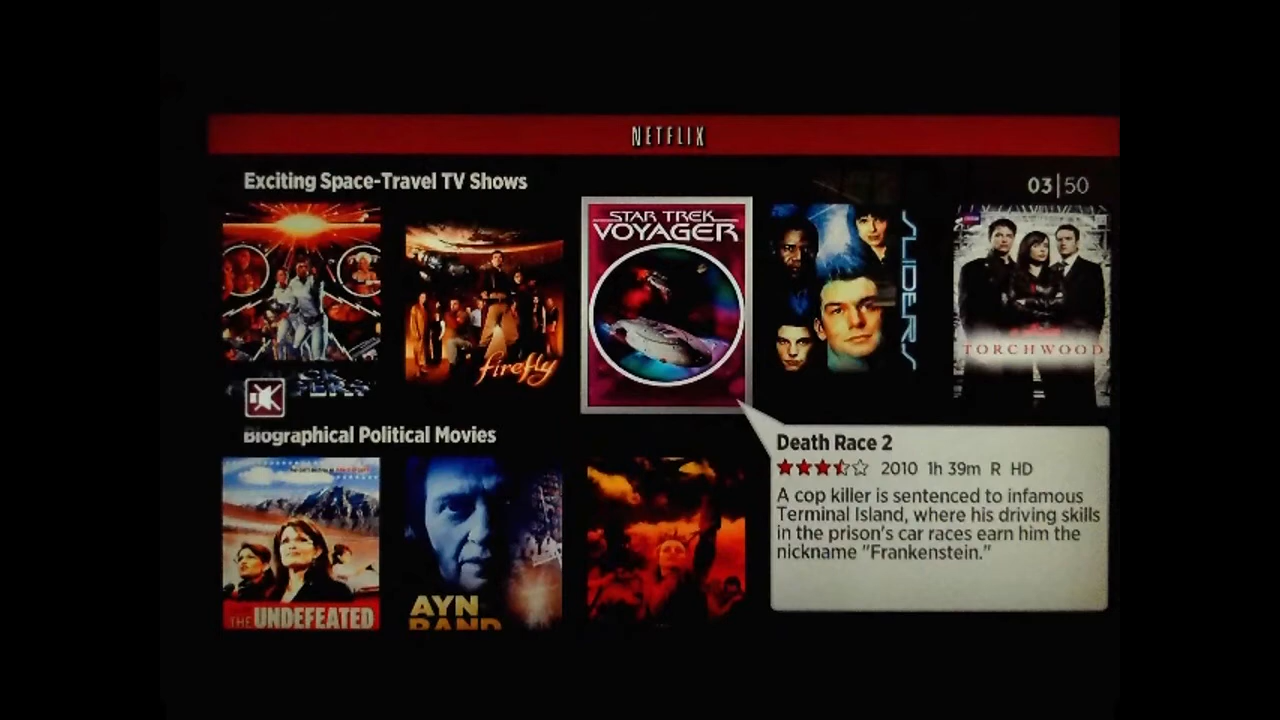 NETFLIX
Exciting Space-Travel TV Shows
03|50
STAR TREK
VOYAGER
firefly
SLIDERS
TORCHWOOD
Biographical Political Movies
THE UNDEFEATED
AYN
RAND
Death Race 2
2010 1h 39m R HD
A cop killer is sentenced to infamous
Terminal Island, where his driving skills
in the prison's car races earn him the
nickname "Frankenstein."